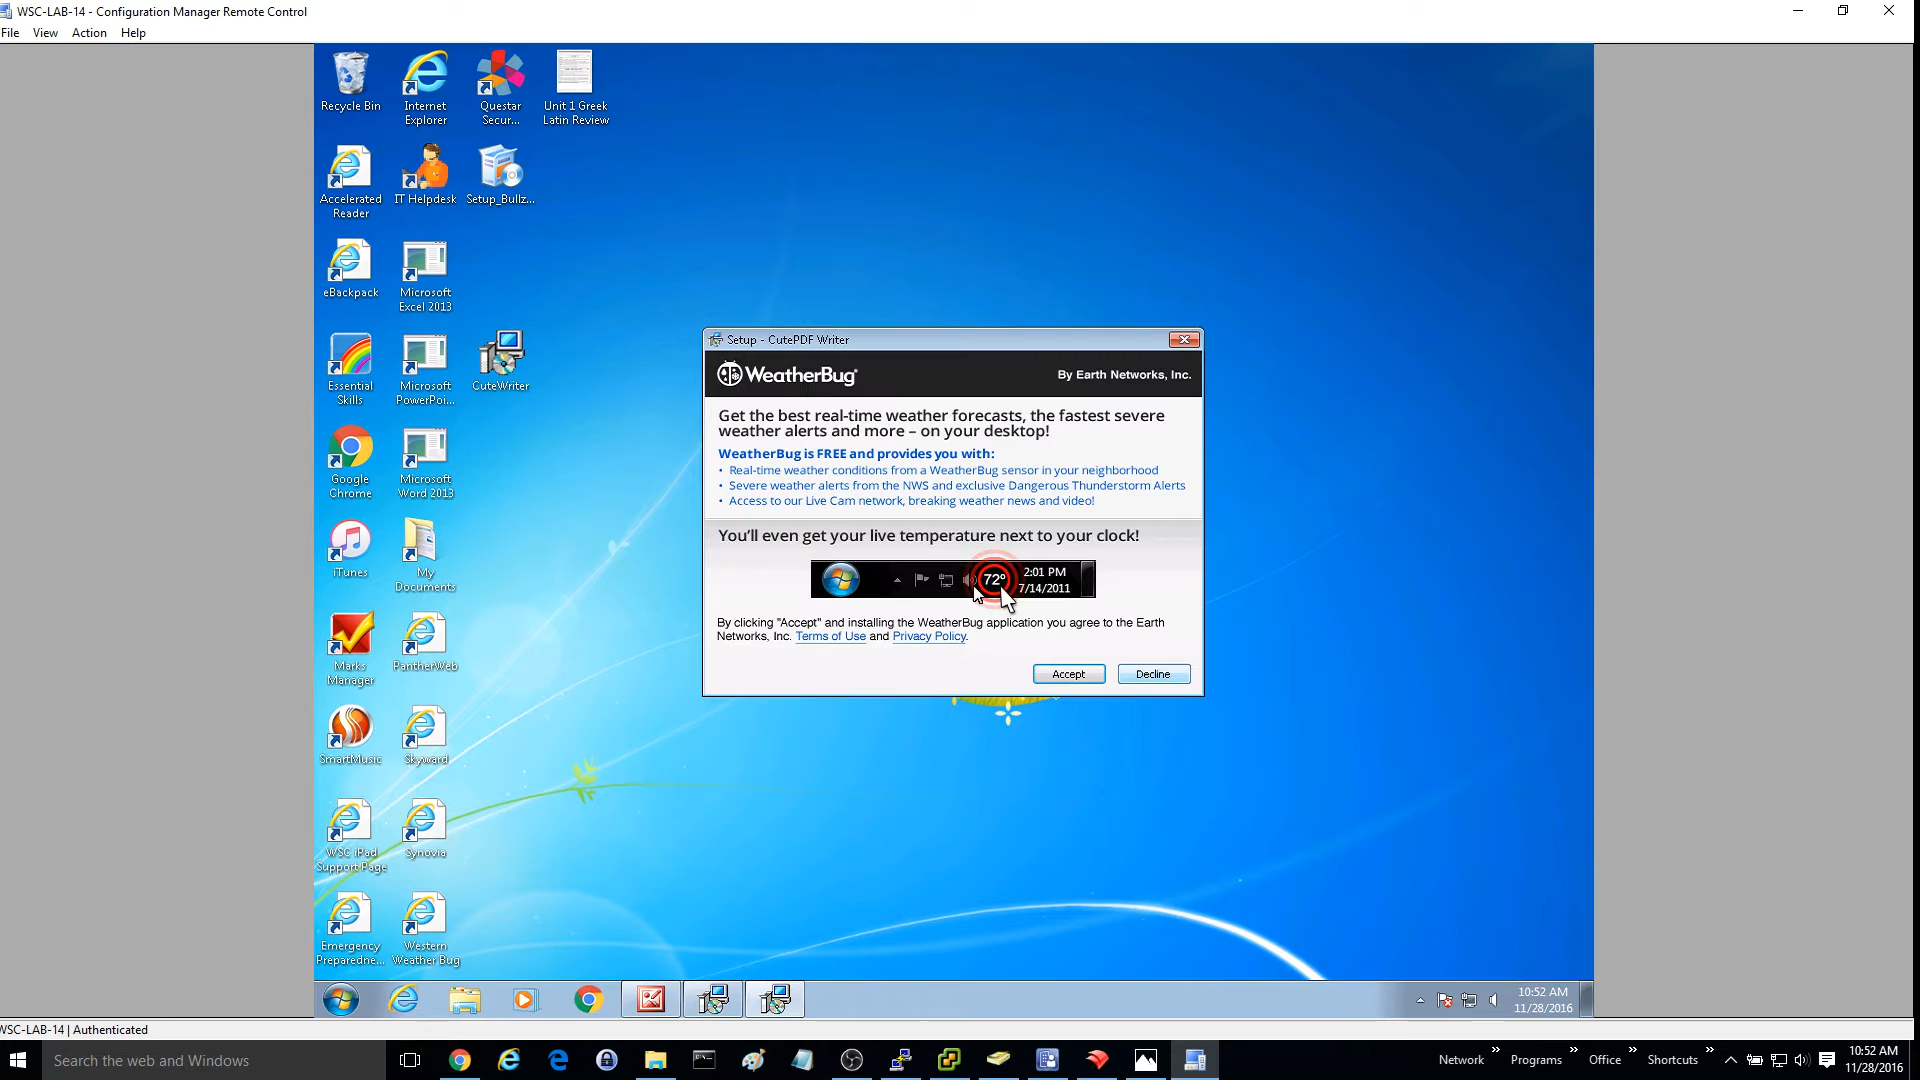 WSC-LAB-14 - Configuration Manager Remote Control
File View Action Help
Recycle Bin
Internet
Explorer
Questar
Secur...
Unit 1 Greek
Latin Review
Accelerated
Reader
IT Helpdesk
Setup_Bullz...
eBackpack
Microsoft
Excel 2013
Essential
Skills
Microsoft
PowerPoi...
CuteWriter
Google
Chrome
Microsoft
Word 2013
iTunes
My
Documents
Marks
Manager
PantherWeb
SmartMusic
Skyward
WSC iPad
Support Page
Synovia
Emergency
Preparedne...
Western
Weather Bug
Setup - CutePDF Writer
WeatherBug
By Earth Networks, Inc.
Get the best real-time weather forecasts, the fastest severe
weather alerts and more – on your desktop!
WeatherBug is FREE and provides you with:
• Real-time weather conditions from a WeatherBug sensor in your neighborhood
• Severe weather alerts from the NWS and exclusive Dangerous Thunderstorm Alerts
• Access to our Live Cam network, breaking weather news and video!
You'll even get your live temperature next to your clock!
72°
2:01 PM
7/14/2011
By clicking "Accept" and installing the WeatherBug application you agree to the Earth
Networks, Inc. Terms of Use and Privacy Policy.
Accept
Decline
10:52 AM
11/28/2016
WSC-LAB-14 | Authenticated
Search the web and Windows
Network
Programs
Office
Shortcuts
10:52 AM
11/28/2016